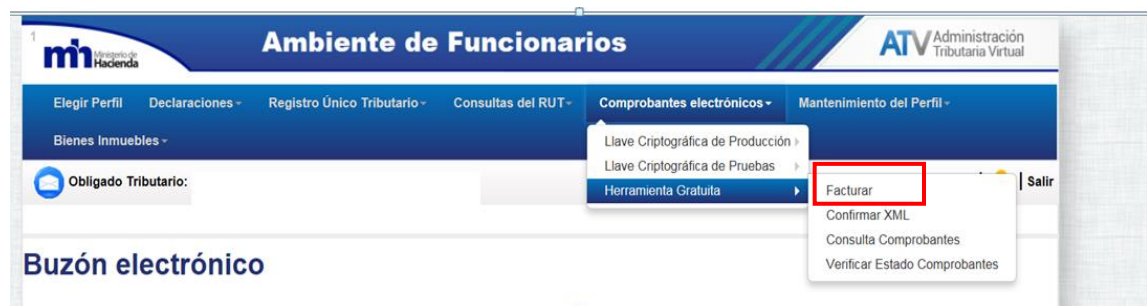 1
mh Ministerio de Hacienda
Ambiente de Funcionarios
ATV Administración Tributaria Virtual
Elegir Perfil Declaraciones Registro Único Tributario Consultas del RUT Comprobantes electrónicos Mantenimiento del Perfil
Bienes Inmuebles
Llave Criptográfica de Producción
Llave Criptográfica de Pruebas
Herramienta Gratuita
Facturar
Confirmar XML
Consulta Comprobantes
Verificar Estado Comprobantes
Obligado Tributario:
| Salir
Buzón electrónico